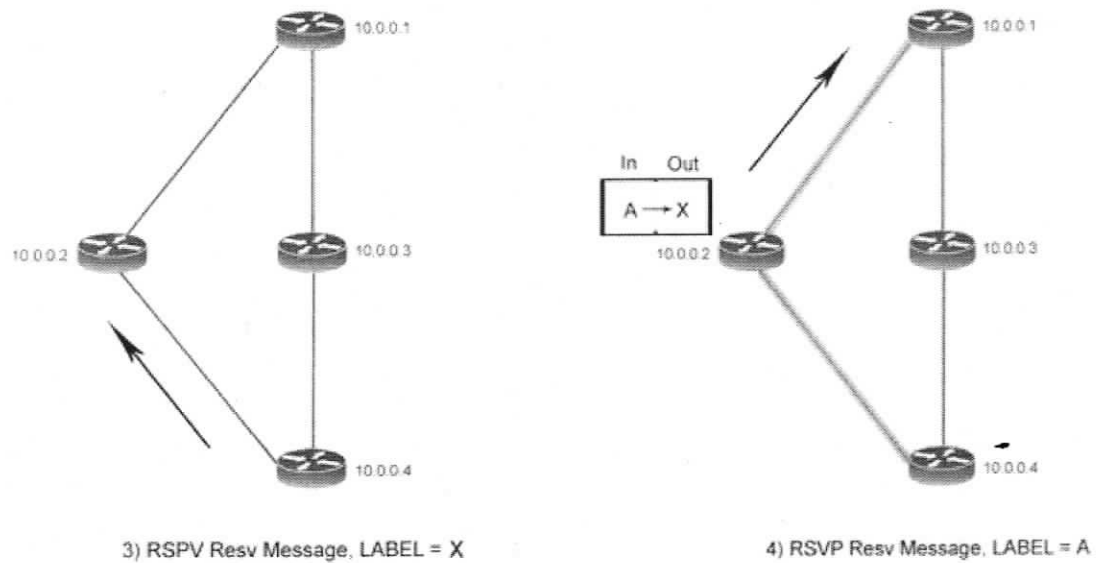 10.0.0.1
10.0.0.2
10.0.0.3
10.0.0.4
3) RSPV Resv Message, LABEL = X
10.0.0.1
In Out
A → X
10.0.0.2
10.0.0.3
10.0.0.4
4) RSVP Resv Message, LABEL = A